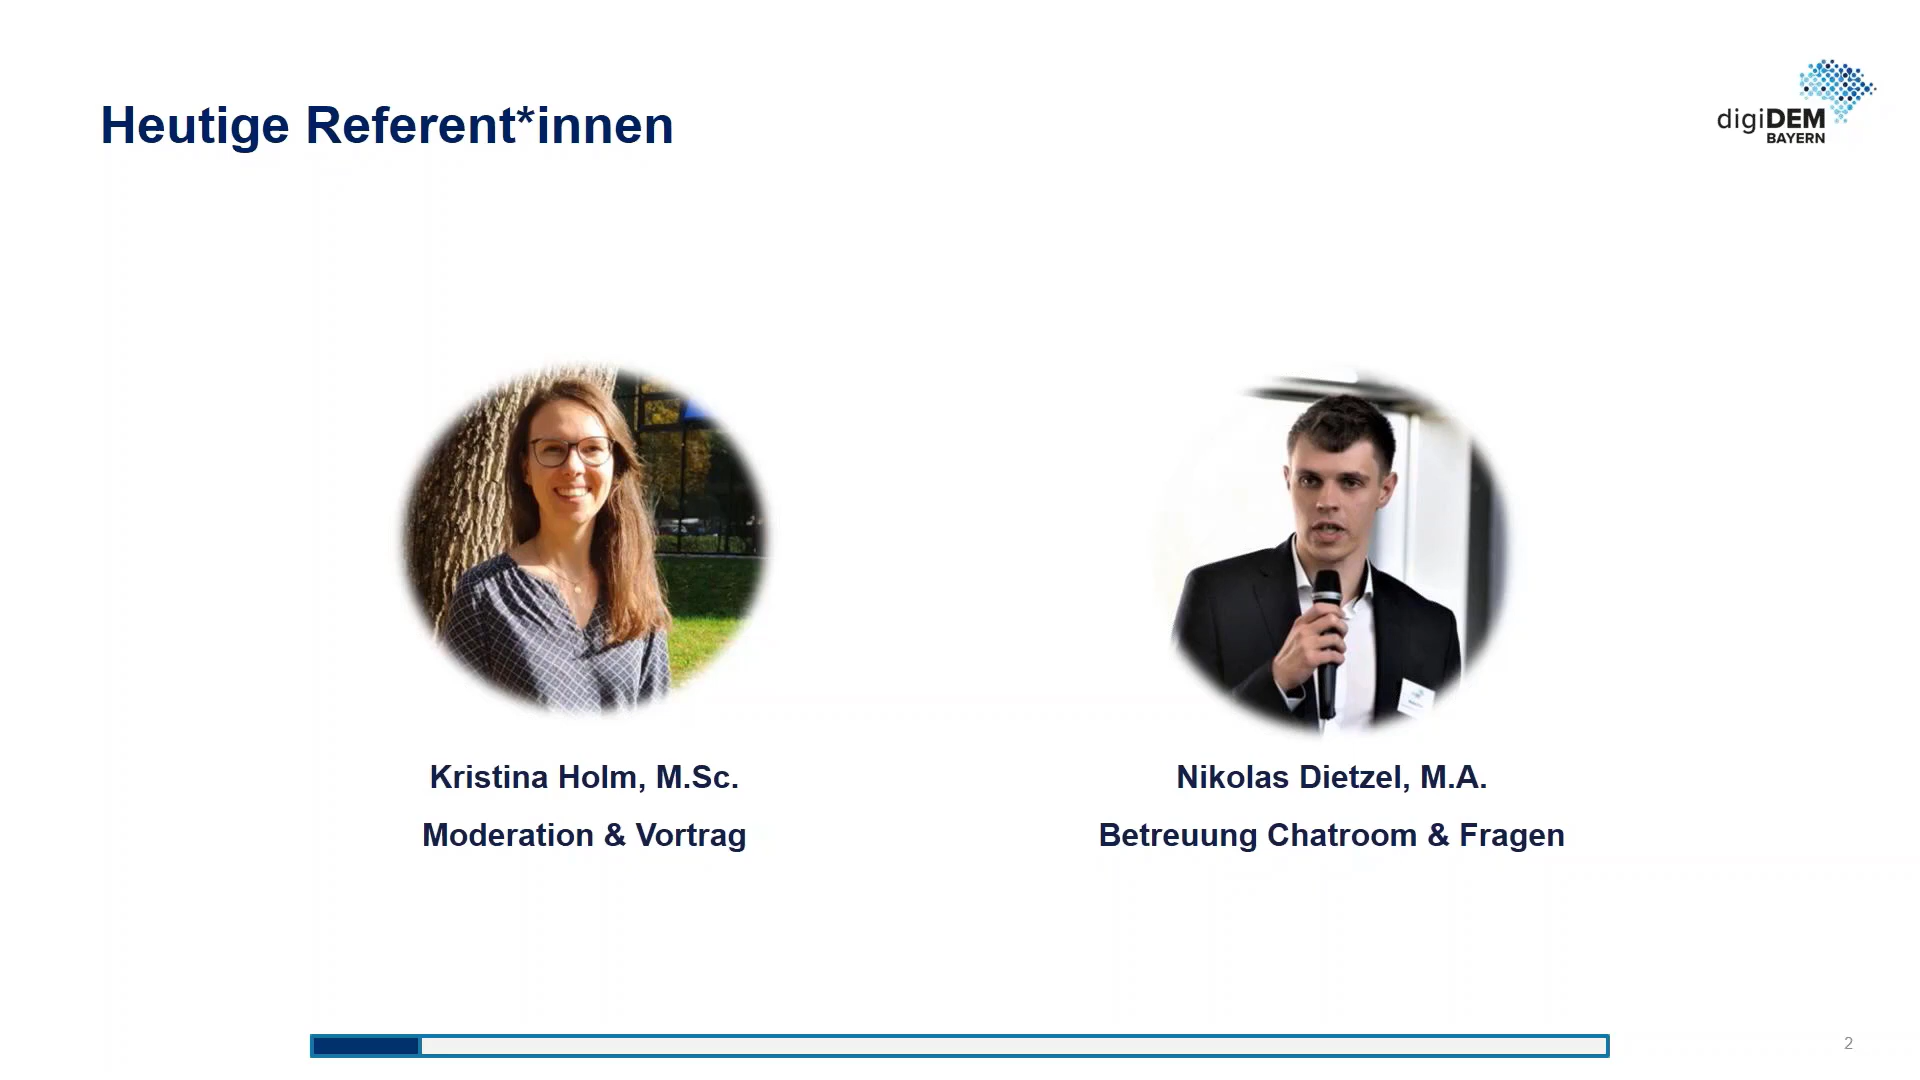 Heutige Referent*innen
digiDEM
BAYERN
Kristina Holm, M.Sc.
Moderation & Vortrag
Nikolas Dietzel, M.A.
Betreuung Chatroom & Fragen
2